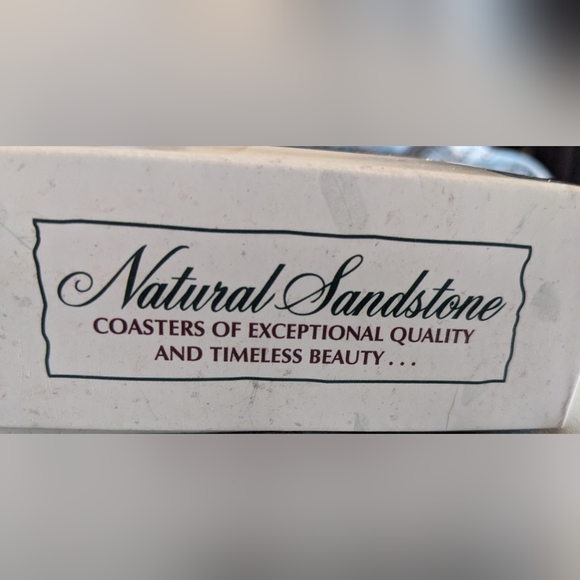 Natural Sandstone
COASTERS OF EXCEPTIONAL QUALITY
AND TIMELESS BEAUTY...